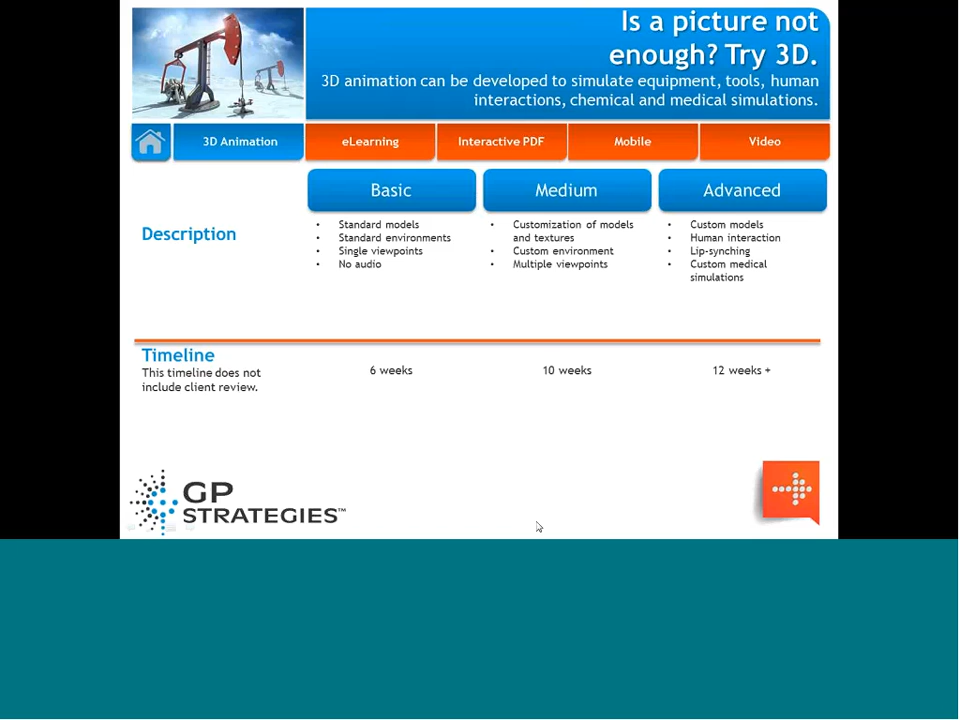 Is a picture not
enough? Try 3D.
3D animation can be developed to simulate equipment, tools, human
interactions, chemical and medical simulations.
3D Animation
eLearning
Interactive PDF
Mobile
Video
Basic
Medium
Advanced
Description
• Standard models
• Standard environments
• Single viewpoints
• No audio
• Customization of models
and textures
• Custom environment
• Multiple viewpoints
• Custom models
• Human interaction
• Lip-synching
• Custom medical
simulations
Timeline
This timeline does not
include client review.
6 weeks
10 weeks
12 weeks +
GP
STRATEGIES™